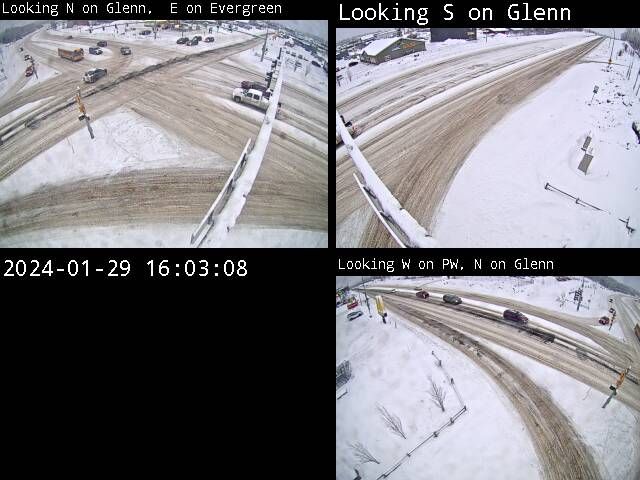 Looking N on Glenn,  E on Evergreen
Looking S on Glenn
2024-01-29 16:03:08
Looking W on PW, N on Glenn